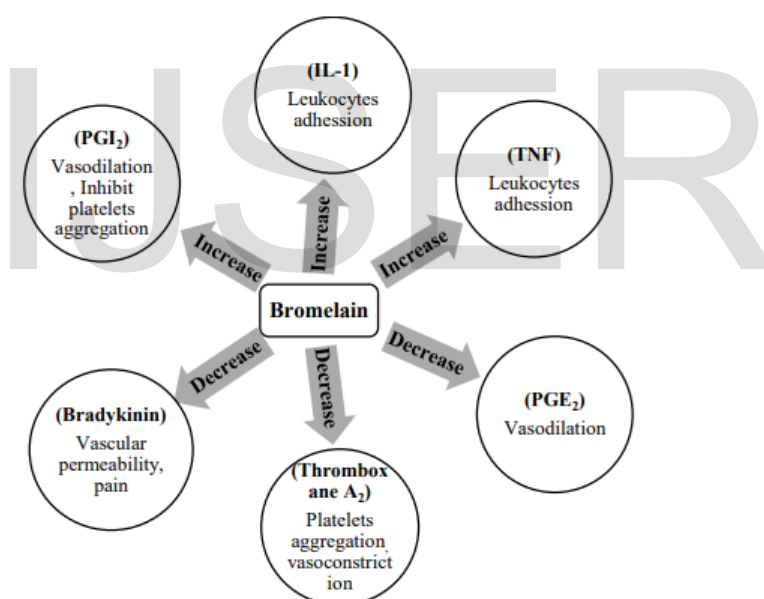 IJSER
(IL-1)
Leukocytes
adhession
(PGI₂)
Vasodilation
, Inhibit
platelets
aggregation
(TNF)
Leukocytes
adhession
Increase
Increase
Increase
Bromelain
Decrease
Decrease
Decrease
(Bradykinin)
Vascular
permeability,
pain
(Thrombox
ane A₂)
Platelets
aggregation,
vasoconstrict
ion
(PGE₂)
Vasodilation